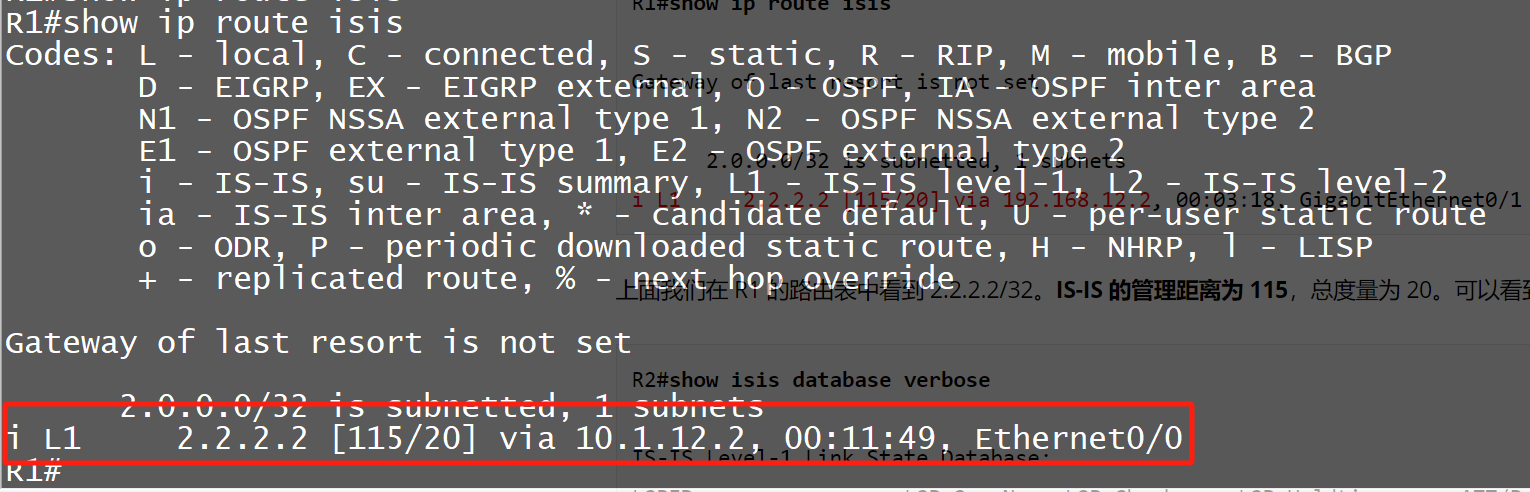 R1#show ip route isis
R1#show ip route isis
Codes: L - local, C - connected, S - static, R - RIP, M - mobile, B - BGP
Gateway of last resort is not set
D - EIGRP, EX - EIGRP external, O - OSPF, IA - OSPF inter area
N1 - OSPF NSSA external type 1, N2 - OSPF NSSA external type 2
E1 - OSPF external type 1, E2 - OSPF external type 2
2.0.0.0/32 is subnetted, 1 subnets
i - IS-IS, su - IS-IS summary, L1 - IS-IS level-1, L2 - IS-IS level-2
i L1 2.2.2.2 [115/20] via 192.168.12.2, 00:03:18, GigabitEthernet0/1
ia - IS-IS inter area, * - candidate default, U - per-user static route
o - ODR, P - periodic downloaded static route, H - NHRP, l - LISP
+ - replicated route, % - next hop override
上面我们在 R1 的路由表中看到 2.2.2.2/32。IS-IS 的管理距离为 115，总度量为 20。可以看到
Gateway of last resort is not set
R2#show isis database verbose
2.0.0.0/32 is subnetted, 1 subnets
i L1 2.2.2.2 [115/20] via 10.1.12.2, 00:11:49, Ethernet0/0
IS-IS Level-1 Link State Database:
R1#